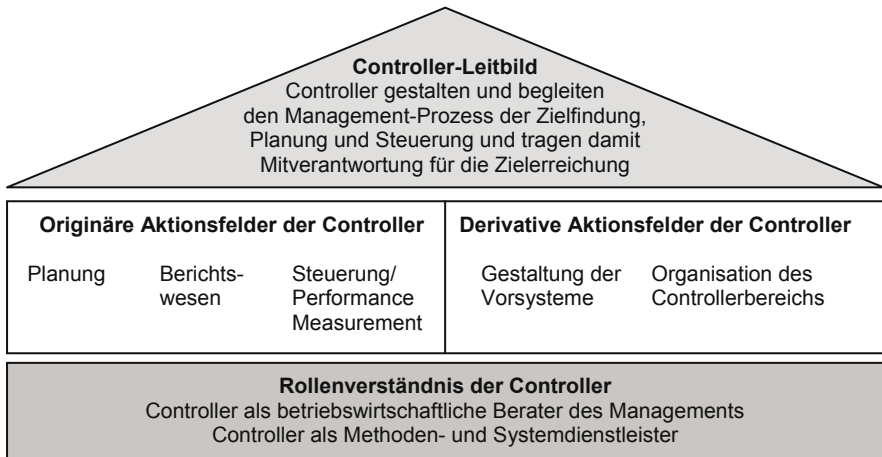 Controller-Leitbild
Controller gestalten und begleiten
den Management-Prozess der Zielfindung,
Planung und Steuerung und tragen damit
Mitverantwortung für die Zielerreichung
Originäre Aktionsfelder der Controller
Planung
Berichts-
wesen
Steuerung/
Performance
Measurement
Derivative Aktionsfelder der Controller
Gestaltung der
Vorsysteme
Organisation des
Controllerbereichs
Rollenverständnis der Controller
Controller als betriebswirtschaftliche Berater des Managements
Controller als Methoden- und Systemdienstleister